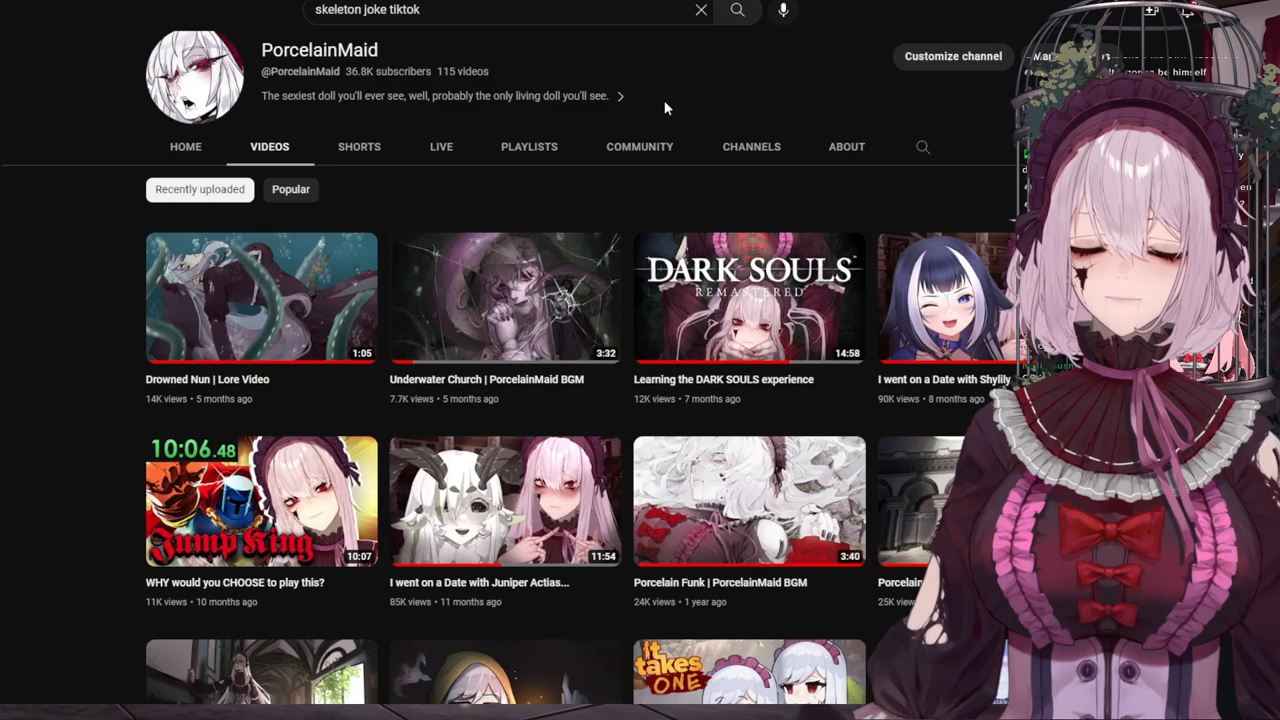 skeleton joke tiktok
PorcelainMaid
@PorcelainMaid 36.8K subscribers 115 videos
Customize channel
himself
The sexiest doll you'll ever see, well, probably the only living doll you'll see.
HOME VIDEOS SHORTS LIVE PLAYLISTS COMMUNITY CHANNELS ABOUT
Recently uploaded Popular
DARK SOULS
REMASTERED
1:05 3:32 14:58
Drowned Nun | Lore Video Underwater Church | PorcelainMaid BGM Learning the DARK SOULS experience I went on a Date with Shylily
14K views • 5 months ago 7.7K views • 5 months ago 12K views • 7 months ago 90K views • 8 months ago
10:06.48
Jump King
10:07 11:54 3:40
WHY would you CHOOSE to play this? I went on a Date with Juniper Actias... Porcelain Funk | PorcelainMaid BGM
11K views • 10 months ago 85K views • 11 months ago 24K views • 1 year ago 25K
it
takes
ONE